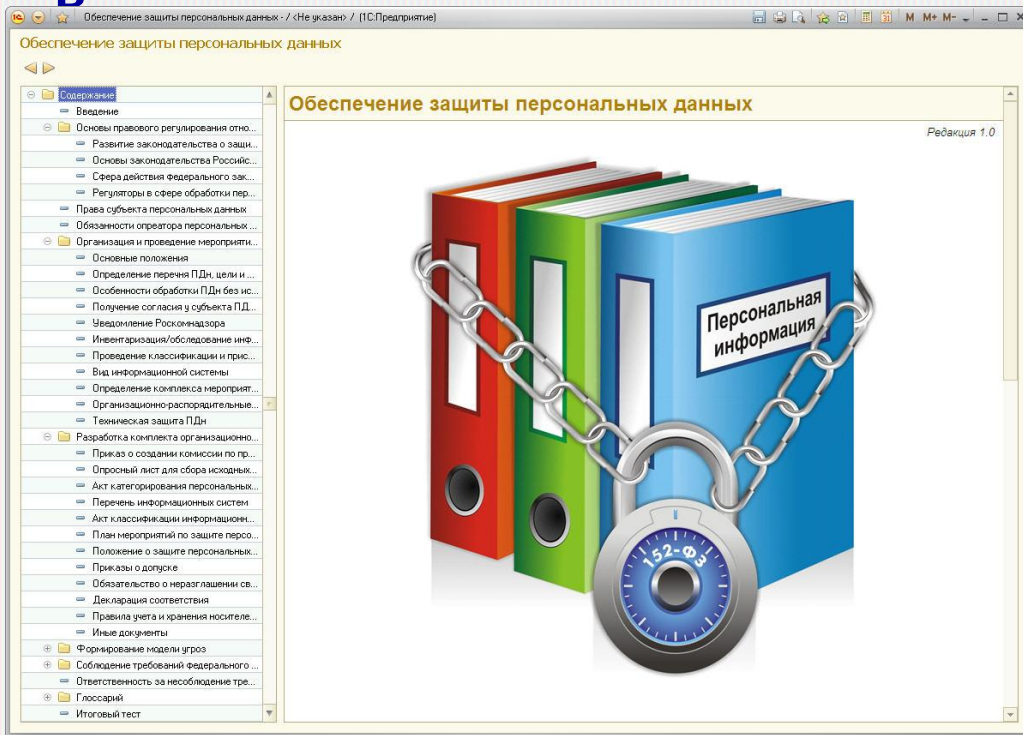 В
Обеспечение защиты персональных данных - / <Не указан> / (1С:Предприятие)
M M+ M-
Обеспечение защиты персональных данных
Содержание
Введение
Основы правового регулирования отно...
Развитие законодательства о защи...
Основы законодательства Российс...
Сфера действия федерального зак...
Регуляторы в сфере обработки пер...
Права субъекта персональных данных
Обязанности опреатора персональных ...
Организация и проведение мероприяти...
Основные положения
Определение перечня ПДн, цели и ...
Особенности обработки ПДн без ис...
Получение согласия у субъекта ПД...
Уведомление Роскомнадзора
Инвентаризация/обследование инф...
Проведение классификации и прис...
Вид информационной системы
Определение комплекса мероприят...
Организационно-распорядительные...
Техническая защита ПДн
Разработка комплекта организационно...
Приказ о создании комиссии по пр...
Опросный лист для сбора исходных...
Акт категорирования персональных...
Перечень информационных систем
Акт классификации информационн...
План мероприятий по защите персо...
Положение о защите персональных...
Приказы о допуске
Обязательство о неразглашении св...
Декларация соответствия
Правила учета и хранения носителе...
Иные документы
Формирование модели угроз
Соблюдение требований федерального ...
Ответственность за несоблюдение тре...
Глоссарий
Итоговый тест
Обеспечение защиты персональных данных
Редакция 1.0
Персональная
информация
152-ФЗ